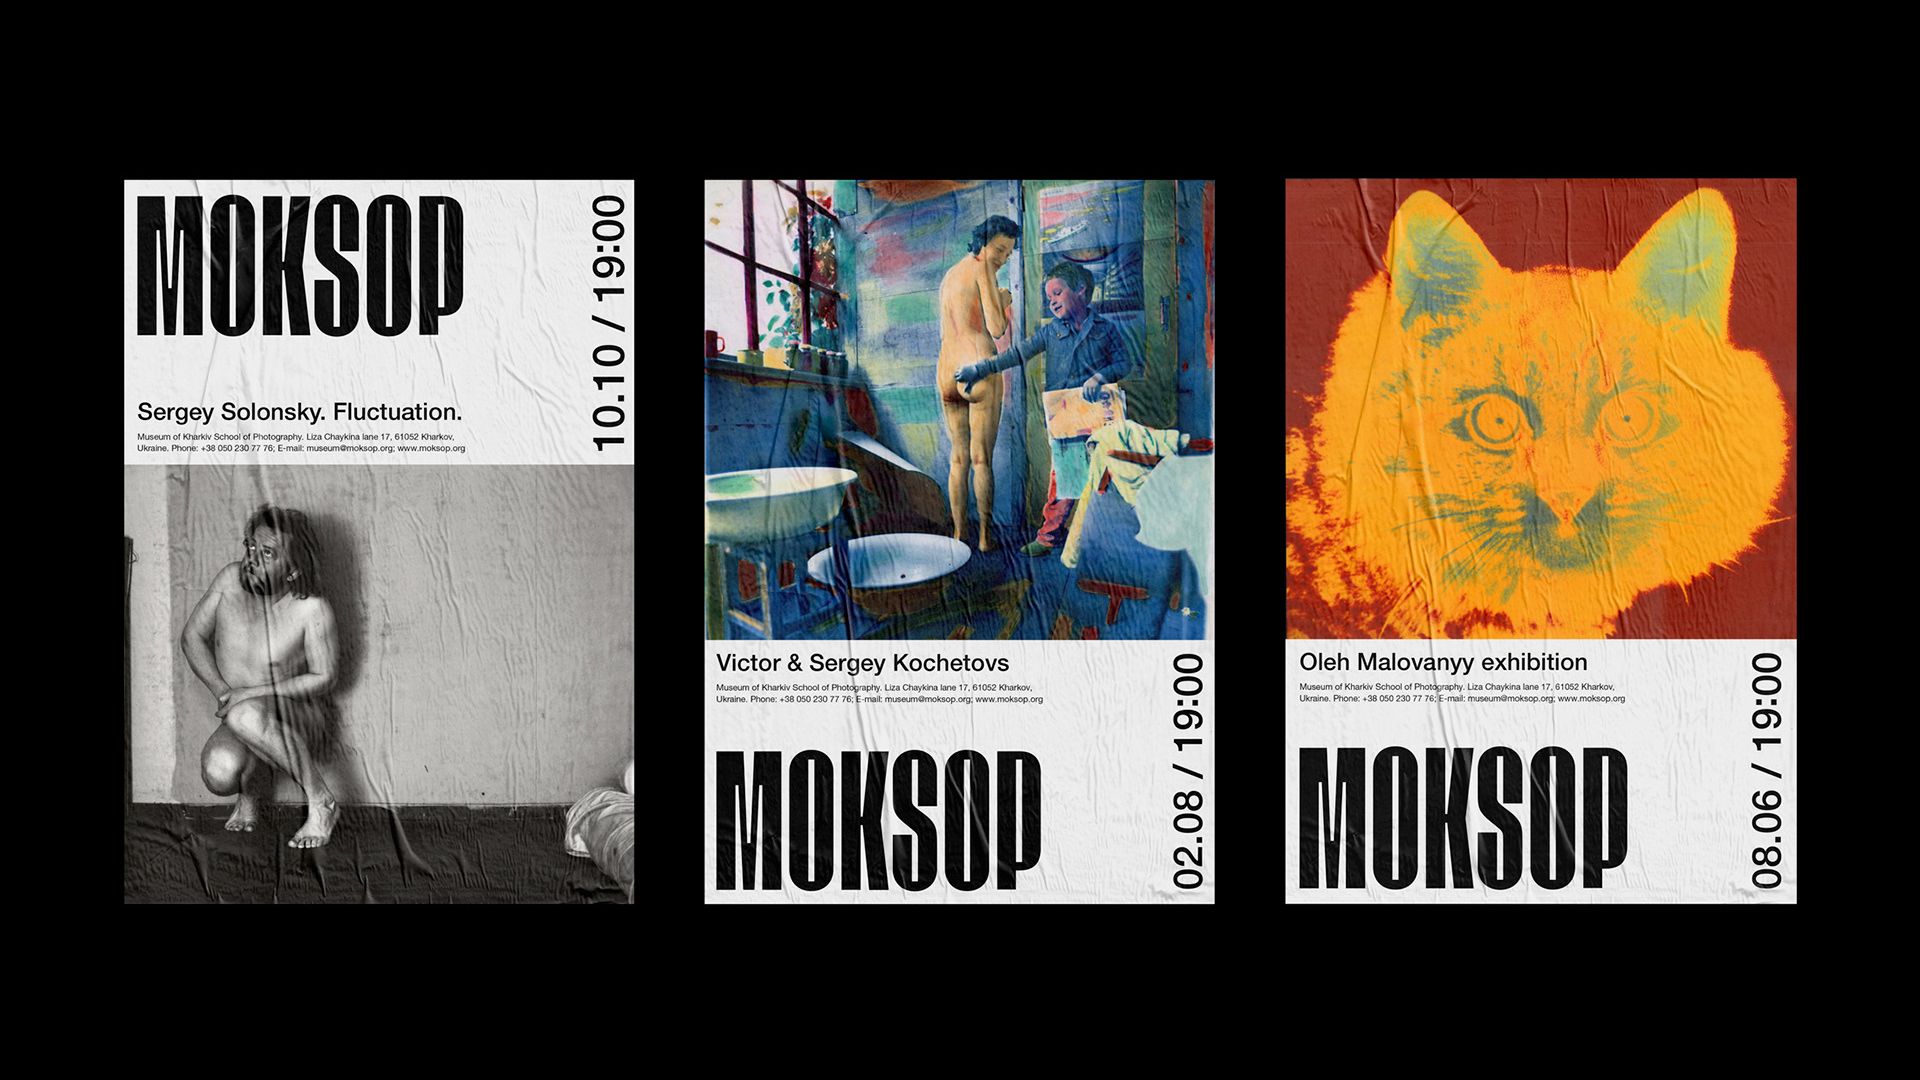 MOKSOP
10.10 / 19:00
Sergey Solonsky. Fluctuation.
Museum of Kharkiv School of Photography. Liza Chaykina lane 17, 61052 Kharkov,
Ukraine. Phone: +38 050 230 77 76; E-mail: museum@moksop.org; www.moksop.org
Victor & Sergey Kochetovs
Museum of Kharkiv School of Photography. Liza Chaykina lane 17, 61052 Kharkov,
Ukraine. Phone: +38 050 230 77 76; E-mail: museum@moksop.org; www.moksop.org
02.08 / 19:00
MOKSOP
Oleh Malovanyy exhibition
Museum of Kharkiv School of Photography. Liza Chaykina lane 17, 61052 Kharkov,
Ukraine. Phone: +38 050 230 77 76; E-mail: museum@moksop.org; www.moksop.org
08.06 / 19:00
MOKSOP